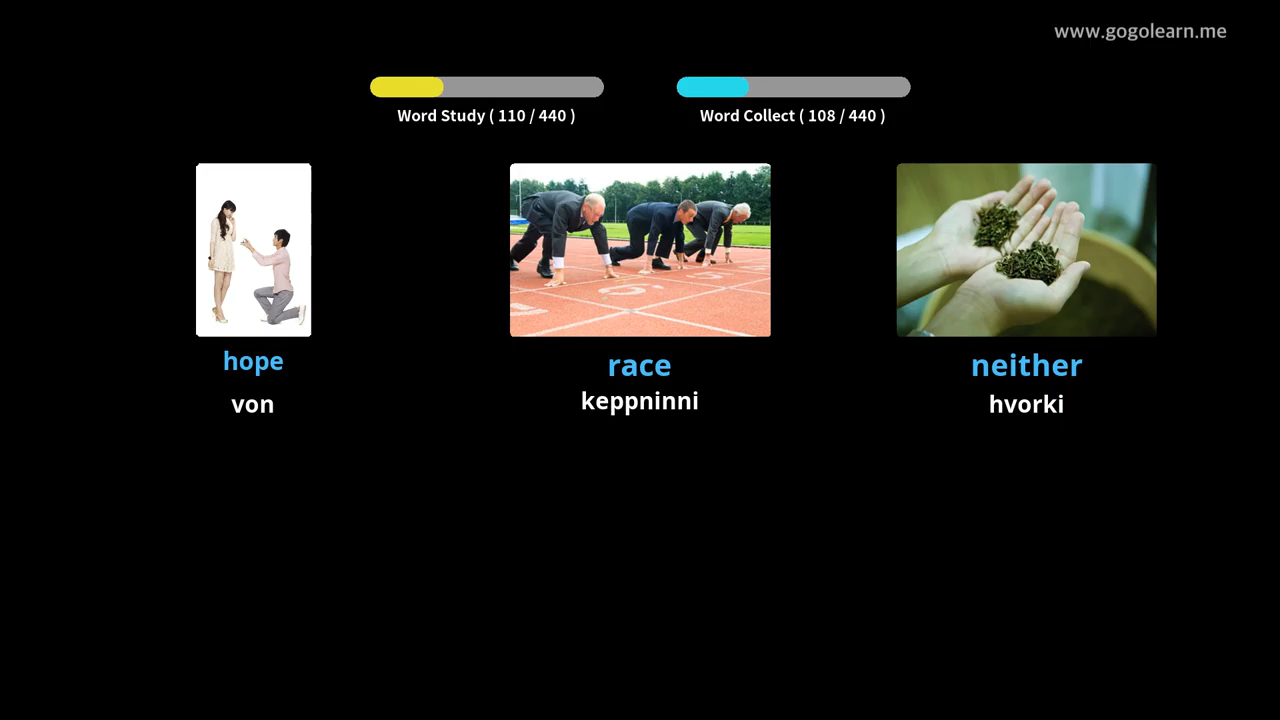 www.gogolearn.me
Word Study ( 110 / 440 )
Word Collect ( 108 / 440 )
hope
von
race
keppninni
neither
hvorki